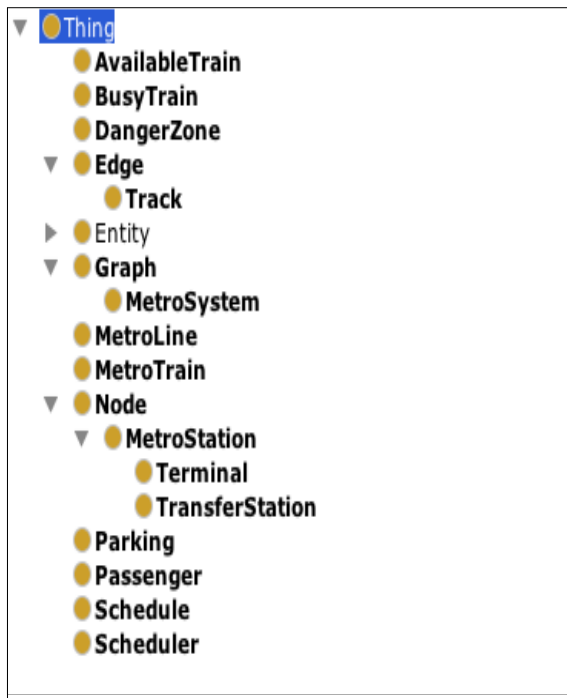 Thing
AvailableTrain
BusyTrain
DangerZone
Edge
Track
Entity
Graph
MetroSystem
MetroLine
MetroTrain
Node
MetroStation
Terminal
TransferStation
Parking
Passenger
Schedule
Scheduler